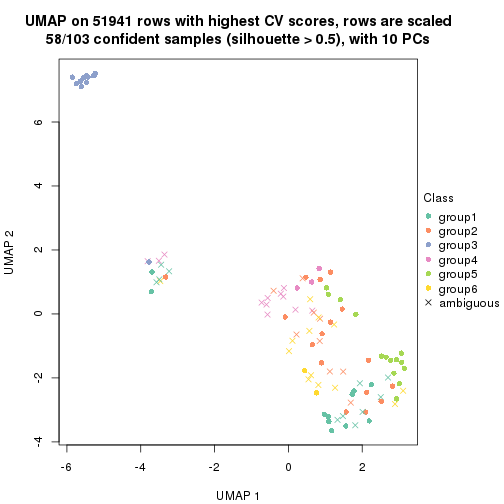 UMAP on 51941 rows with highest CV scores, rows are scaled
58/103 confident samples (silhouette > 0.5), with 10 PCs
6
4
2
0
-2
-4
UMAP 2
-6
-4
-2
0
2
UMAP 1
Class
group1
group2
group3
group4
group5
group6
ambiguous